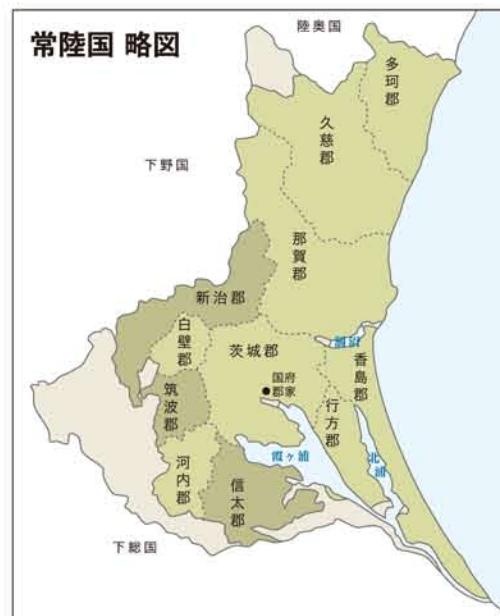 常陸国 略図
陸奥国
多珂郡
久慈郡
下野国
那賀郡
新治郡
白壁郡
茨城郡
涸沼
香島郡
国府
郡家
筑波郡
行方郡
北浦
霞ヶ浦
河内郡
信太郡
下総国